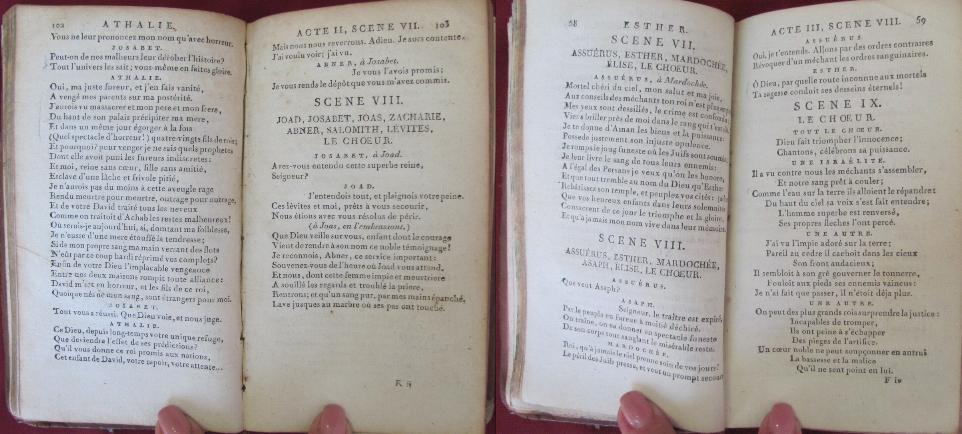 102 ATHALIE,
Vous ne leur prononcez mon nom qu'avec horreur.
JOSABET.
Peut-on de nos malheurs leur dérober l'histoire?
Tout l'univers les sait; vous-même en faites gloire.
ATHALIE.
Oui, ma juste fureur, et j'en fais vanité,
A vengé mes parents sur ma postérité.
J'aurois vu massacrer et mon pere et mon frere,
Du haut de son palais précipiter ma mere,
Et dans un même jour égorger à la fois
(Quel spectacle d'horreur!) quatre-vingts fils de rois;
Et pourquoi? pour venger je ne sais quels prophetes
Dont elle avoit puni les fureurs indiscretes:
Et moi, reine sans cœur, fille sans amitié,
Esclave d'une lâche et frivole pitié,
Je n'aurois pas du moins à cette aveugle rage
Rendu meurtre pour meurtre, outrage pour outrage,
Et de votre David traité tous les neveux
Comme on traitoit d'Achab les restes malheureux!
Où serois-je aujourd'hui, si, domtant ma foiblesse,
Je n'eusse d'une mere étouffé la tendresse;
Si de mon propre sang ma main versant des flots
N'eût par ce coup hardi réprimé vos complots?
Enfin de votre Dieu l'implacable vengeance
Entre nos deux maisons rompit toute alliance:
David m'est en horreur, et les fils de ce roi,
Quoique nés de mon sang, sont étrangers pour moi.
JOSABET.
Tout vous a réussi. Que Dieu voie, et nous juge.
ATHALIE.
Ce Dieu, depuis long-temps votre unique refuge,
Que deviendra l'effet de ses prédictions?
Qu'il vous donne ce roi promis aux nations,
Cet enfant de David, votre espoir, votre attente...
ACTE II, SCENE VII. 103
Mais nous nous reverrons. Adieu. Je sors contente.
J'ai voulu voir; j'ai vu.
ABNER, à Josabet.
Je vous l'avois promis;
Je vous rends le dépôt que vous m'avez commis.
SCENE VIII.
JOAD, JOSABET, JOAS, ZACHARIE,
ABNER, SALOMITH, LÉVITES,
LE CHŒUR.
JOSABET, à Joad.
Avez-vous entendu cette superbe reine,
Seigneur?
JOAD.
J'entendois tout, et plaignois votre peine.
Ces lévites et moi, prêts à vous secourir,
Nous étions avec vous résolus de périr.
(à Joas, en l'embrassant.)
Que Dieu veille sur vous, enfant dont le courage
Vient de rendre à son nom ce noble témoignage!
Je reconnois, Abner, ce service important:
Souvenez-vous de l'heure où Joad vous attend.
Et nous, dont cette femme impie et meurtriere
A souillé les regards et troublé la priere,
Rentrons; et qu'un sang pur, par mes mains épanché,
Lave jusques au marbre où ses pas ont touché.
F iij
58 ESTHER.
SCENE VII.
ASSUÉRUS, ESTHER, MARDOCHÉE,
ÉLISE, LE CHŒUR.
ASSUÉRUS, à Mardochée.
Mortel chéri du ciel, mon salut et ma joie,
Aux conseils des méchants ton roi n'est plus en
Mes yeux sont dessillés, le crime est confondu:
Viens briller près de moi dans le rang qui t'est dû.
Je te donne d'Aman les biens et la puissance:
Possede justement son injuste opulence.
Je romps le joug funeste où les Juifs sont soumis;
Je leur livre le sang de tous leurs ennemis:
A l'égal des Persans je veux qu'on les honore,
Et que tout tremble au nom du Dieu qu'Esther
Rebâtissez son temple, et peuplez vos cités:
Que vos heureux enfants dans leurs solemnités
Consacrent de ce jour le triomphe et la gloire,
Et qu'à jamais mon nom vive dans leur mémoire.
SCENE VIII.
ASSUÉRUS, ESTHER, MARDOCHÉE,
ASAPH, ÉLISE, LE CHŒUR.
ASSUÉRUS.
Que veut Asaph?
ASAPH.
Seigneur, le traître est expiré,
Par le peuple en fureur à moitié déchiré.
On traîne, on va donner en spectacle funeste
De son corps tout sanglant le misérable reste.
MARDOCHÉE.
Roi, qu'à jamais le ciel prenne soin de vos jours!
Le péril des Juifs presse, et veut un prompt secours
ACTE III, SCENE VIII. 59
ASSUÉRUS.
Oui, je t'entends. Allons par des ordres contraires
Révoquer d'un méchant les ordres sanguinaires.
ESTHER.
Ô Dieu, par quelle route inconnue aux mortels
Ta sagesse conduit ses desseins éternels!
SCENE IX.
LE CHŒUR.
TOUT LE CHŒUR.
Dieu fait triompher l'innocence;
Chantons, célébrons sa puissance.
UNE ISRAÉLITE.
Il a vu contre nous les méchants s'assembler,
Et notre sang prêt à couler;
Comme l'eau sur la terre ils alloient le répandre:
Du haut du ciel sa voix s'est fait entendre;
L'homme superbe est renversé,
Ses propres fleches l'ont percé.
UNE AUTRE.
J'ai vu l'impie adoré sur la terre;
Pareil au cedre il cachoit dans les cieux
Son front audacieux;
Il sembloit à son gré gouverner le tonnerre,
Fouloit aux pieds ses ennemis vaincus:
Je n'ai fait que passer, il n'étoit déja plus.
UNE AUTRE.
On peut des plus grands rois surprendre la justice:
Incapables de tromper,
Ils ont peine à s'échapper
Des pieges de l'artifice.
Un cœur noble ne peut soupçonner en autrui
La bassesse et la malice
Qu'il ne sent point en lui.
F iv